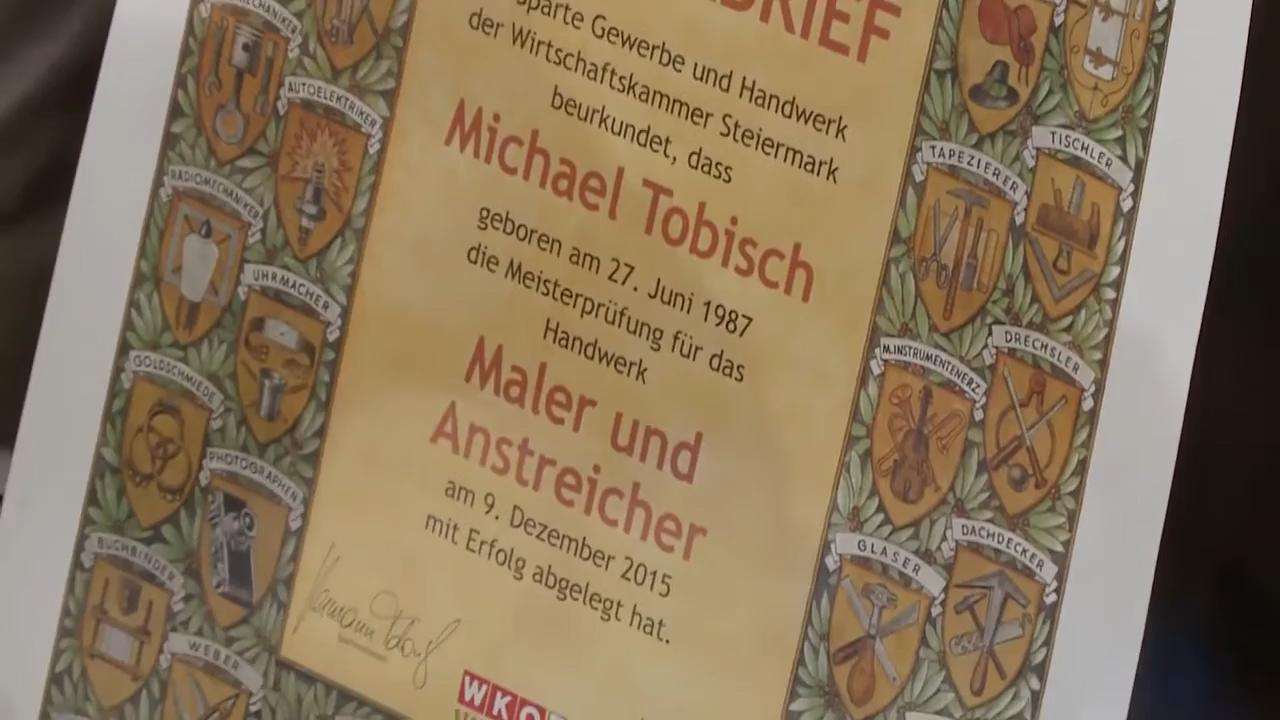 BRIEF
sparte Gewerbe und Handwerk
der Wirtschaftskammer Steiermark
beurkundet, dass
Michael Tobisch
geboren am 27. Juni 1987
die Meisterprüfung für das
Handwerk
Maler und
Anstreicher
am 9. Dezember 2015
mit Erfolg abgelegt hat.
WKO
MECHANIKER
AUTOELEKTRIKER
RADIOMECHANIKER
UHRMACHER
GOLDSCHMIEDE
PHOTOGRAPHEN
BUCHBINDER
WEBER
TAPEZIERER
TISCHLER
M.INSTRUMENTENERZ.
DRECHSLER
GLASER
DACHDECKER